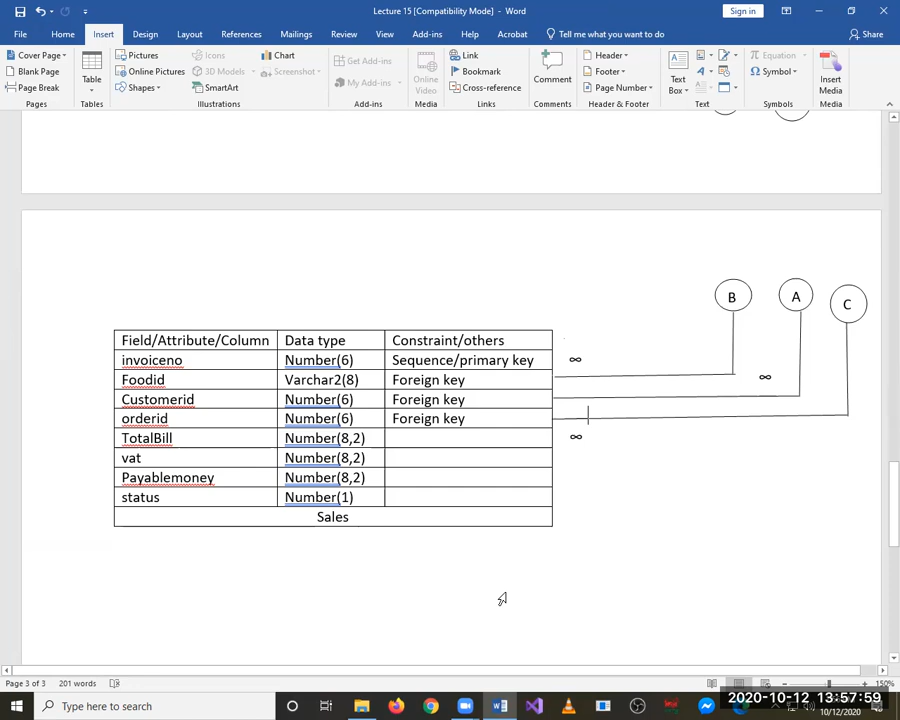 Lecture 15 [Compatibility Mode] - Word
Sign in
File Home Insert Design Layout References Mailings Review View Add-ins Help Acrobat Tell me what you want to do Share
Cover Page
Blank Page
Page Break
Pages
Table
Tables
Pictures
Online Pictures
Shapes
Icons
3D Models
SmartArt
Chart
Screenshot
Illustrations
Get Add-ins
My Add-ins
Add-ins
Online Video
Media
Link
Bookmark
Cross-reference
Links
Comment
Comments
Header
Footer
Page Number
Header & Footer
Text Box
Text
Equation
Symbol
Symbols
Insert Media
Media
B A C
Field/Attribute/Column Data type Constraint/others
invoiceno Number(6) Sequence/primary key ∞
Foodid Varchar2(8) Foreign key ∞
Customerid Number(6) Foreign key
orderid Number(6) Foreign key
TotalBill Number(8,2) ∞
vat Number(8,2)
Payablemoney Number(8,2)
status Number(1)
Sales
Page 3 of 3 201 words 150%
Type here to search
2020-10-12 13:57:59
10/12/2020